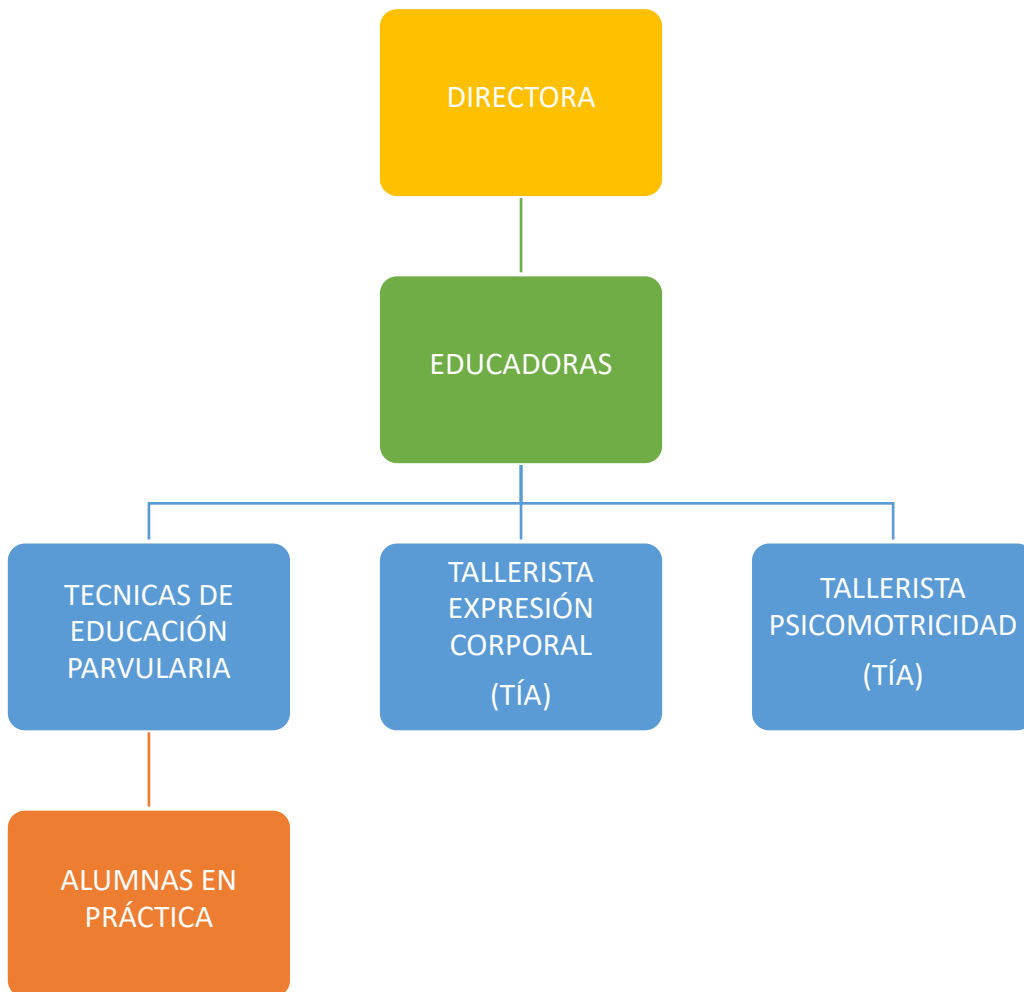 DIRECTORA
EDUCADORAS
TECNICAS DE
EDUCACIÓN
PARVULARIA
TALLERISTA
EXPRESIÓN
CORPORAL
(TÍA)
TALLERISTA
PSICOMOTRICIDAD
(TÍA)
ALUMNAS EN
PRÁCTICA